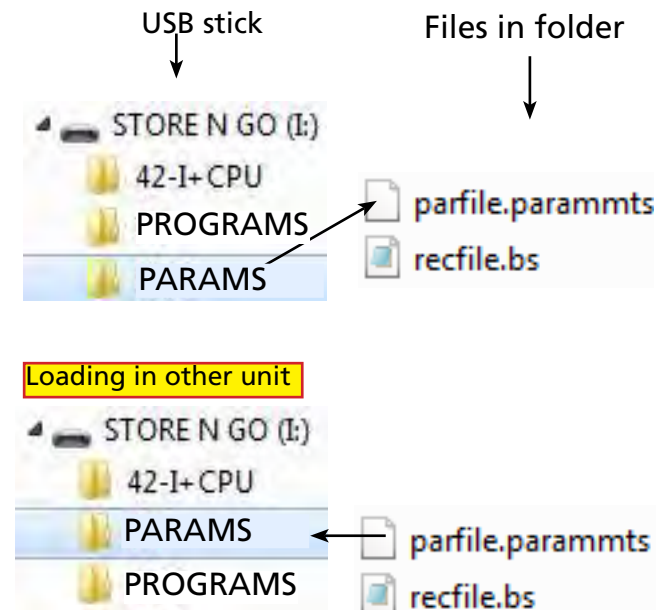 USB stick
Files in folder
STORE N GO (I:)
42-I+CPU
PROGRAMS
PARAMS
parfile.parammts
recfile.bs
Loading in other unit
STORE N GO (I:)
42-I+CPU
PARAMS
PROGRAMS
parfile.parammts
recfile.bs